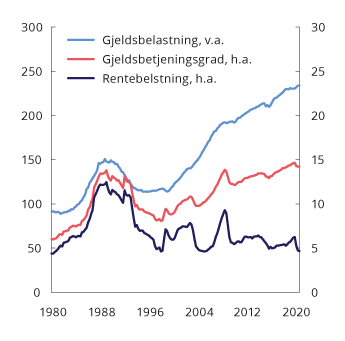 300 30
Gjeldsbelastning, v.a.
250 25
Gjeldsbetjeningsgrad, h.a.
Rentebelstning, h.a.
200 20
150 15
100 10
50 5
0 0
1980 1988 1996 2004 2012 2020